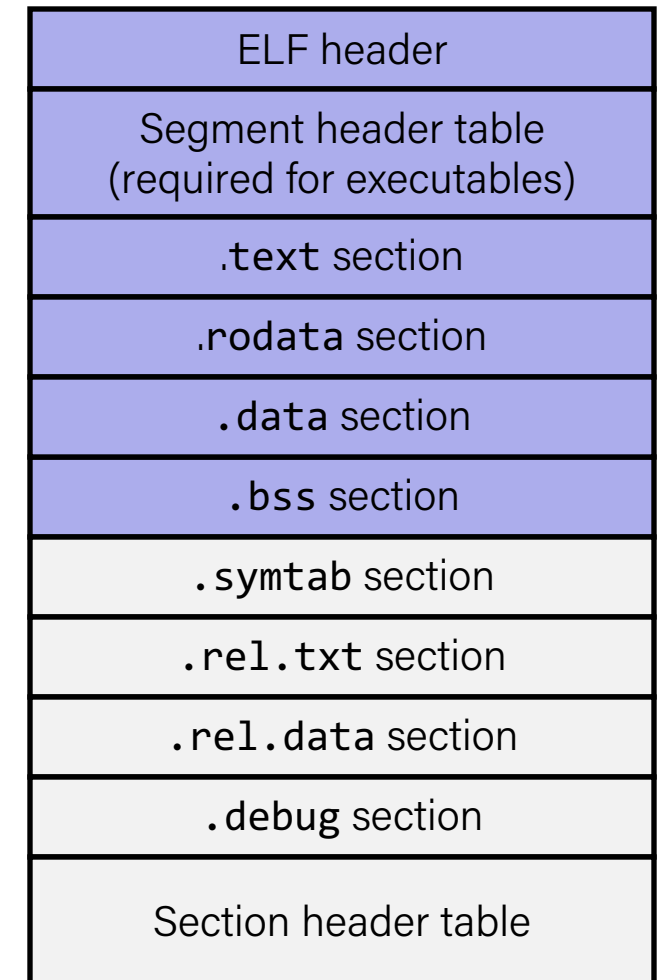 ELF header
Segment header table
(required for executables)
.text section
.rodata section
.data section
.bss section
.symtab section
.rel.txt section
.rel.data section
.debug section
Section header table